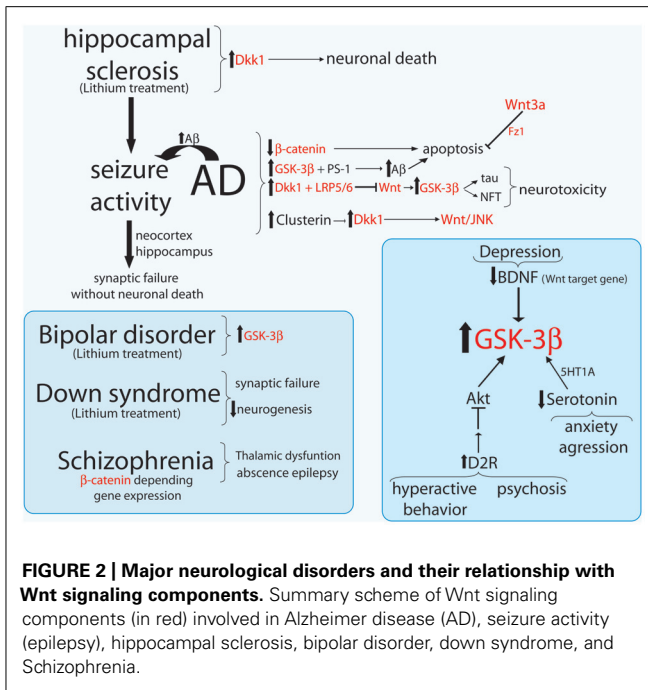 hippocampal
sclerosis
(Lithium treatment)
Dkk1
neuronal death
Wnt3a
Fz1
Aβ
seizure
activity
AD
β-catenin
apoptosis
GSK-3β + PS-1
Aβ
Dkk1 + LRP5/6
Wnt
GSK-3β
tau
NFT
neurotoxicity
Clusterin
Dkk1
Wnt/JNK
neocortex
hippocampus
synaptic failure
without neuronal death
Bipolar disorder
(Lithium treatment)
GSK-3β
Down syndrome
(Lithium treatment)
synaptic failure
neurogenesis
Schizophrenia
β-catenin depending
gene expression
Thalamic dysfuntion
abscence epilepsy
Depression
BDNF (Wnt target gene)
GSK-3β
5HT1A
Akt
Serotonin
anxiety
agression
D2R
hyperactive
behavior
psychosis
FIGURE 2 | Major neurological disorders and their relationship with
Wnt signaling components. Summary scheme of Wnt signaling
components (in red) involved in Alzheimer disease (AD), seizure activity
(epilepsy), hippocampal sclerosis, bipolar disorder, down syndrome, and
Schizophrenia.